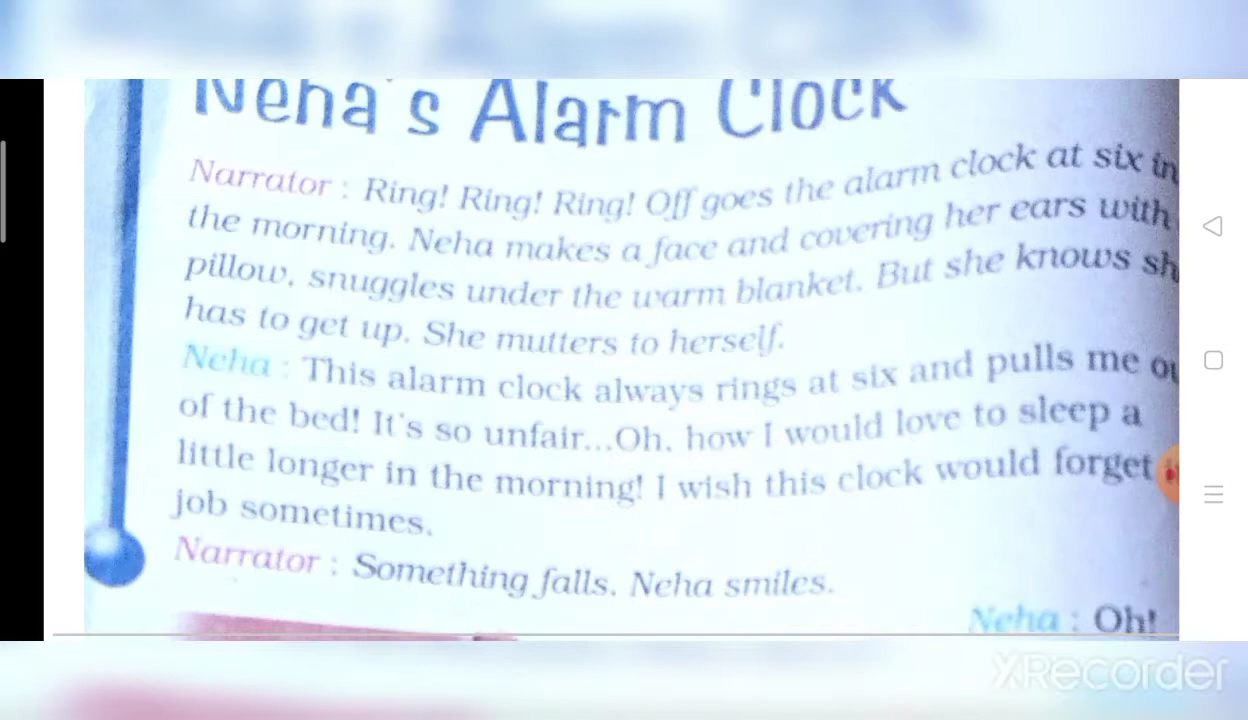 Neha's Alarm Clock
Narrator : Ring! Ring! Ring! Off goes the alarm clock at six in
the morning. Neha makes a face and covering her ears with
pillow, snuggles under the warm blanket. But she knows sh
has to get up. She mutters to herself.
Neha : This alarm clock always rings at six and pulls me ou
of the bed! It's so unfair...Oh, how I would love to sleep a
little longer in the morning! I wish this clock would forget
job sometimes.
Narrator : Something falls. Neha smiles.
Neha : Oh!
XRecorder